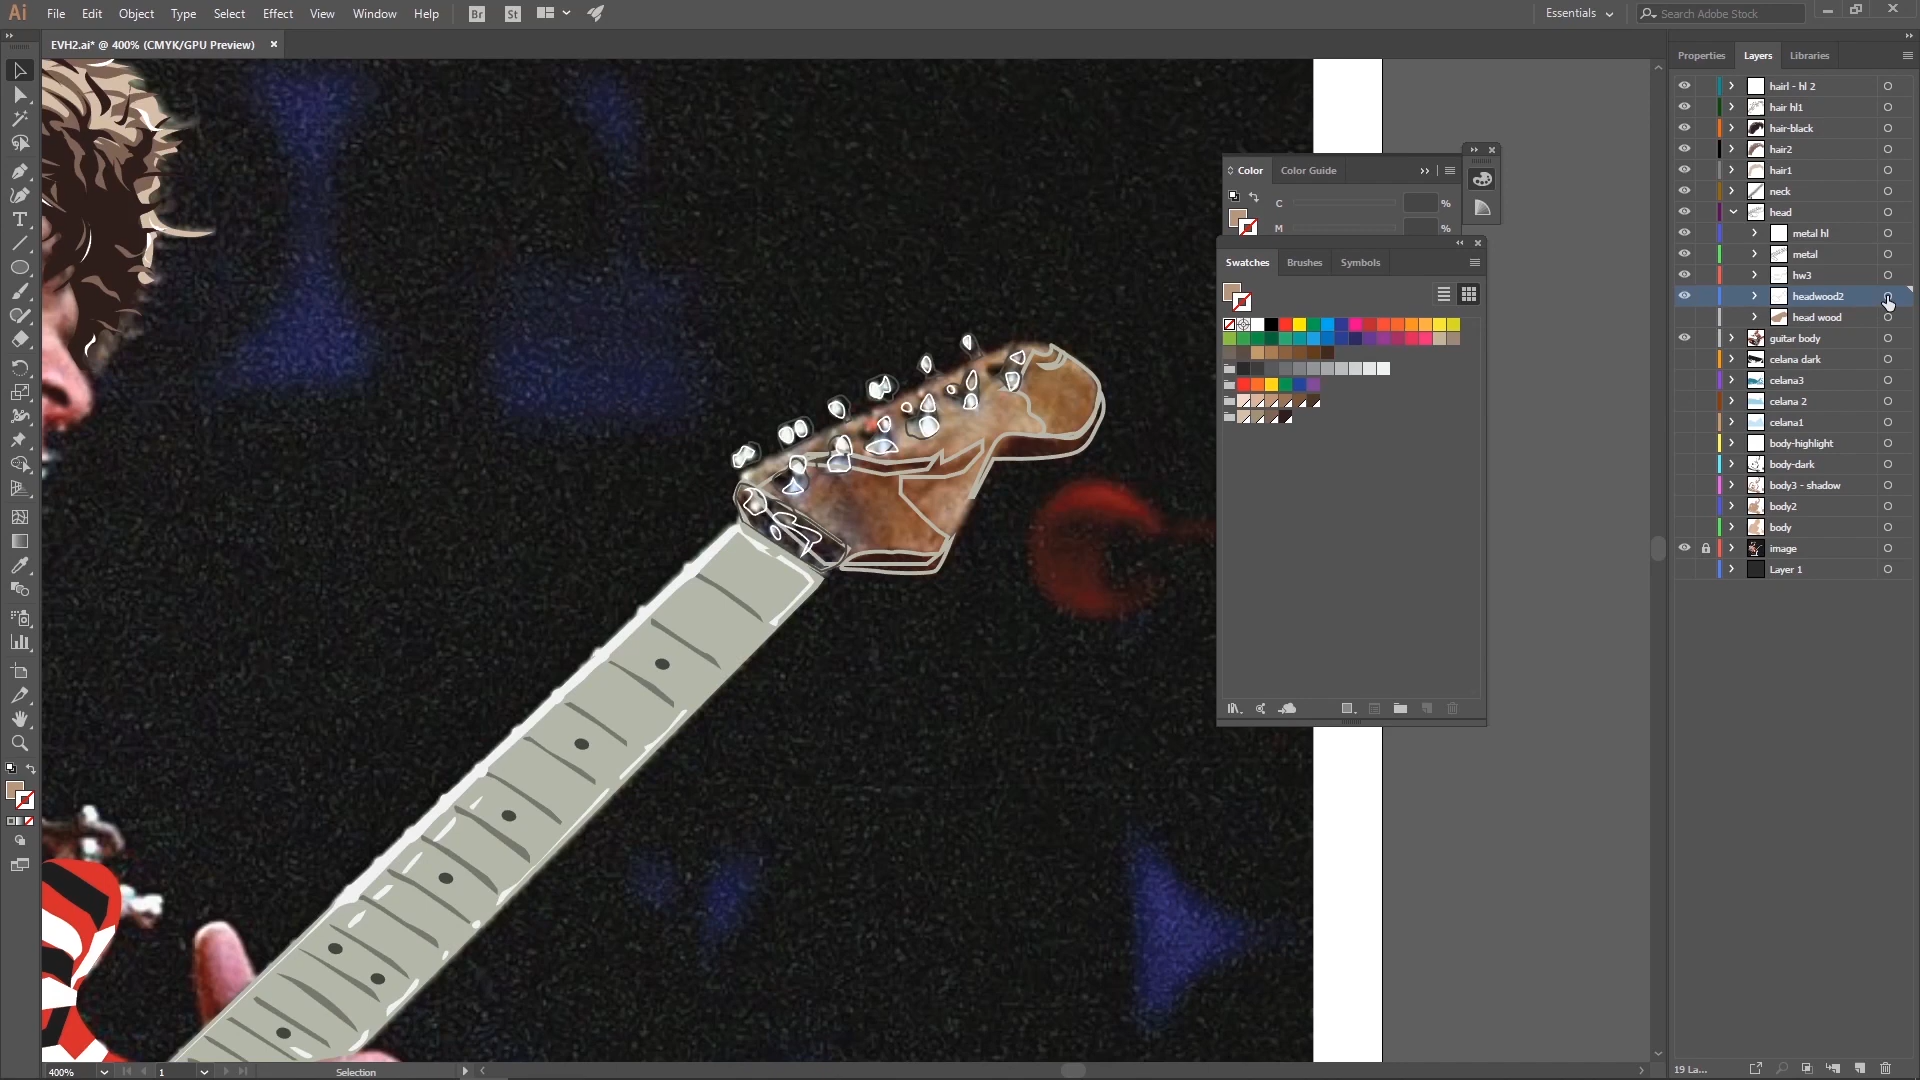 Ai File Edit Object Type Select Effect View Window Help Br St Essentials Search Adobe Stock
EVH2.ai* @ 400% (CMYK/GPU Preview)
Properties Layers Libraries
hairl - hl 2
hair hl1
hair-black
hair2
hair1
neck
head
metal hl
metal
hw3
headwood2
head wood
guitar body
celana dark
celana3
celana 2
celana1
body-highlight
body-dark
body3 - shadow
body2
body
image
Layer 1
Color Color Guide
C %
M %
Swatches Brushes Symbols
400% 1 Selection
19 La...